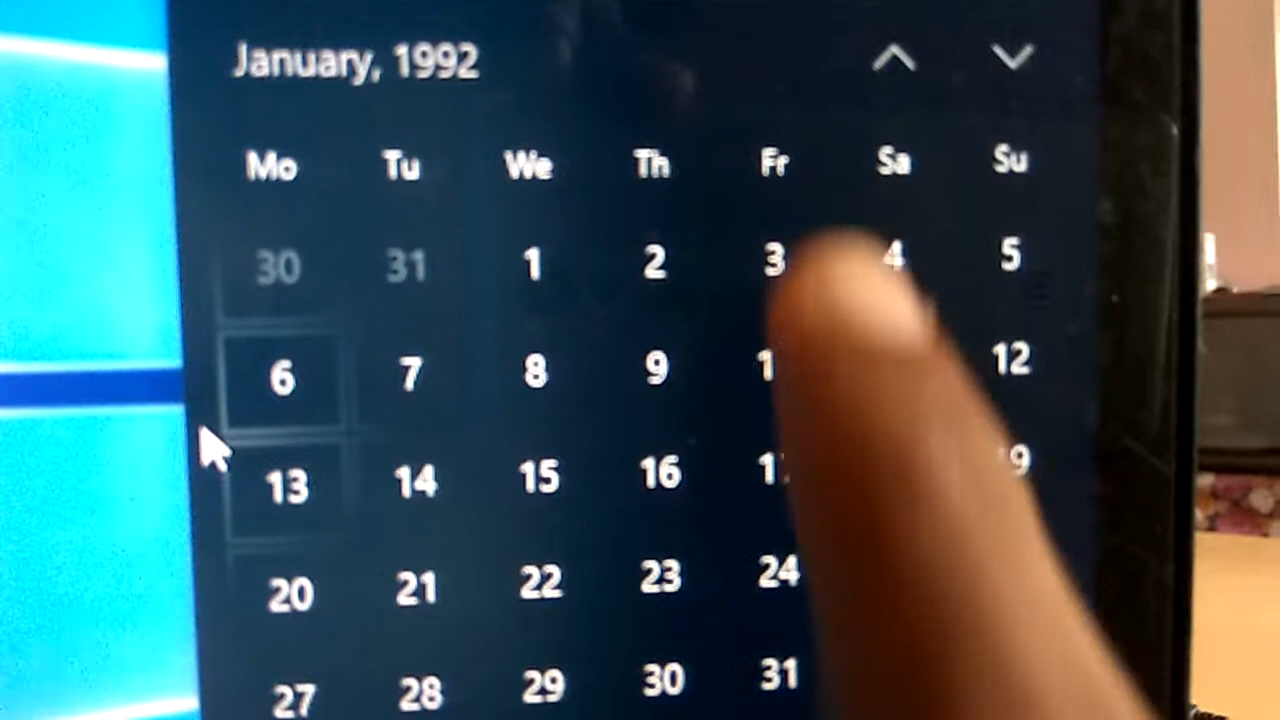 January, 1992
Mo Tu We Th Fr Sa Su
30 31 1 2 3 4 5
6 7 8 9 12
13 14 15 16
20 21 22 23 24
27 28 29 30 31